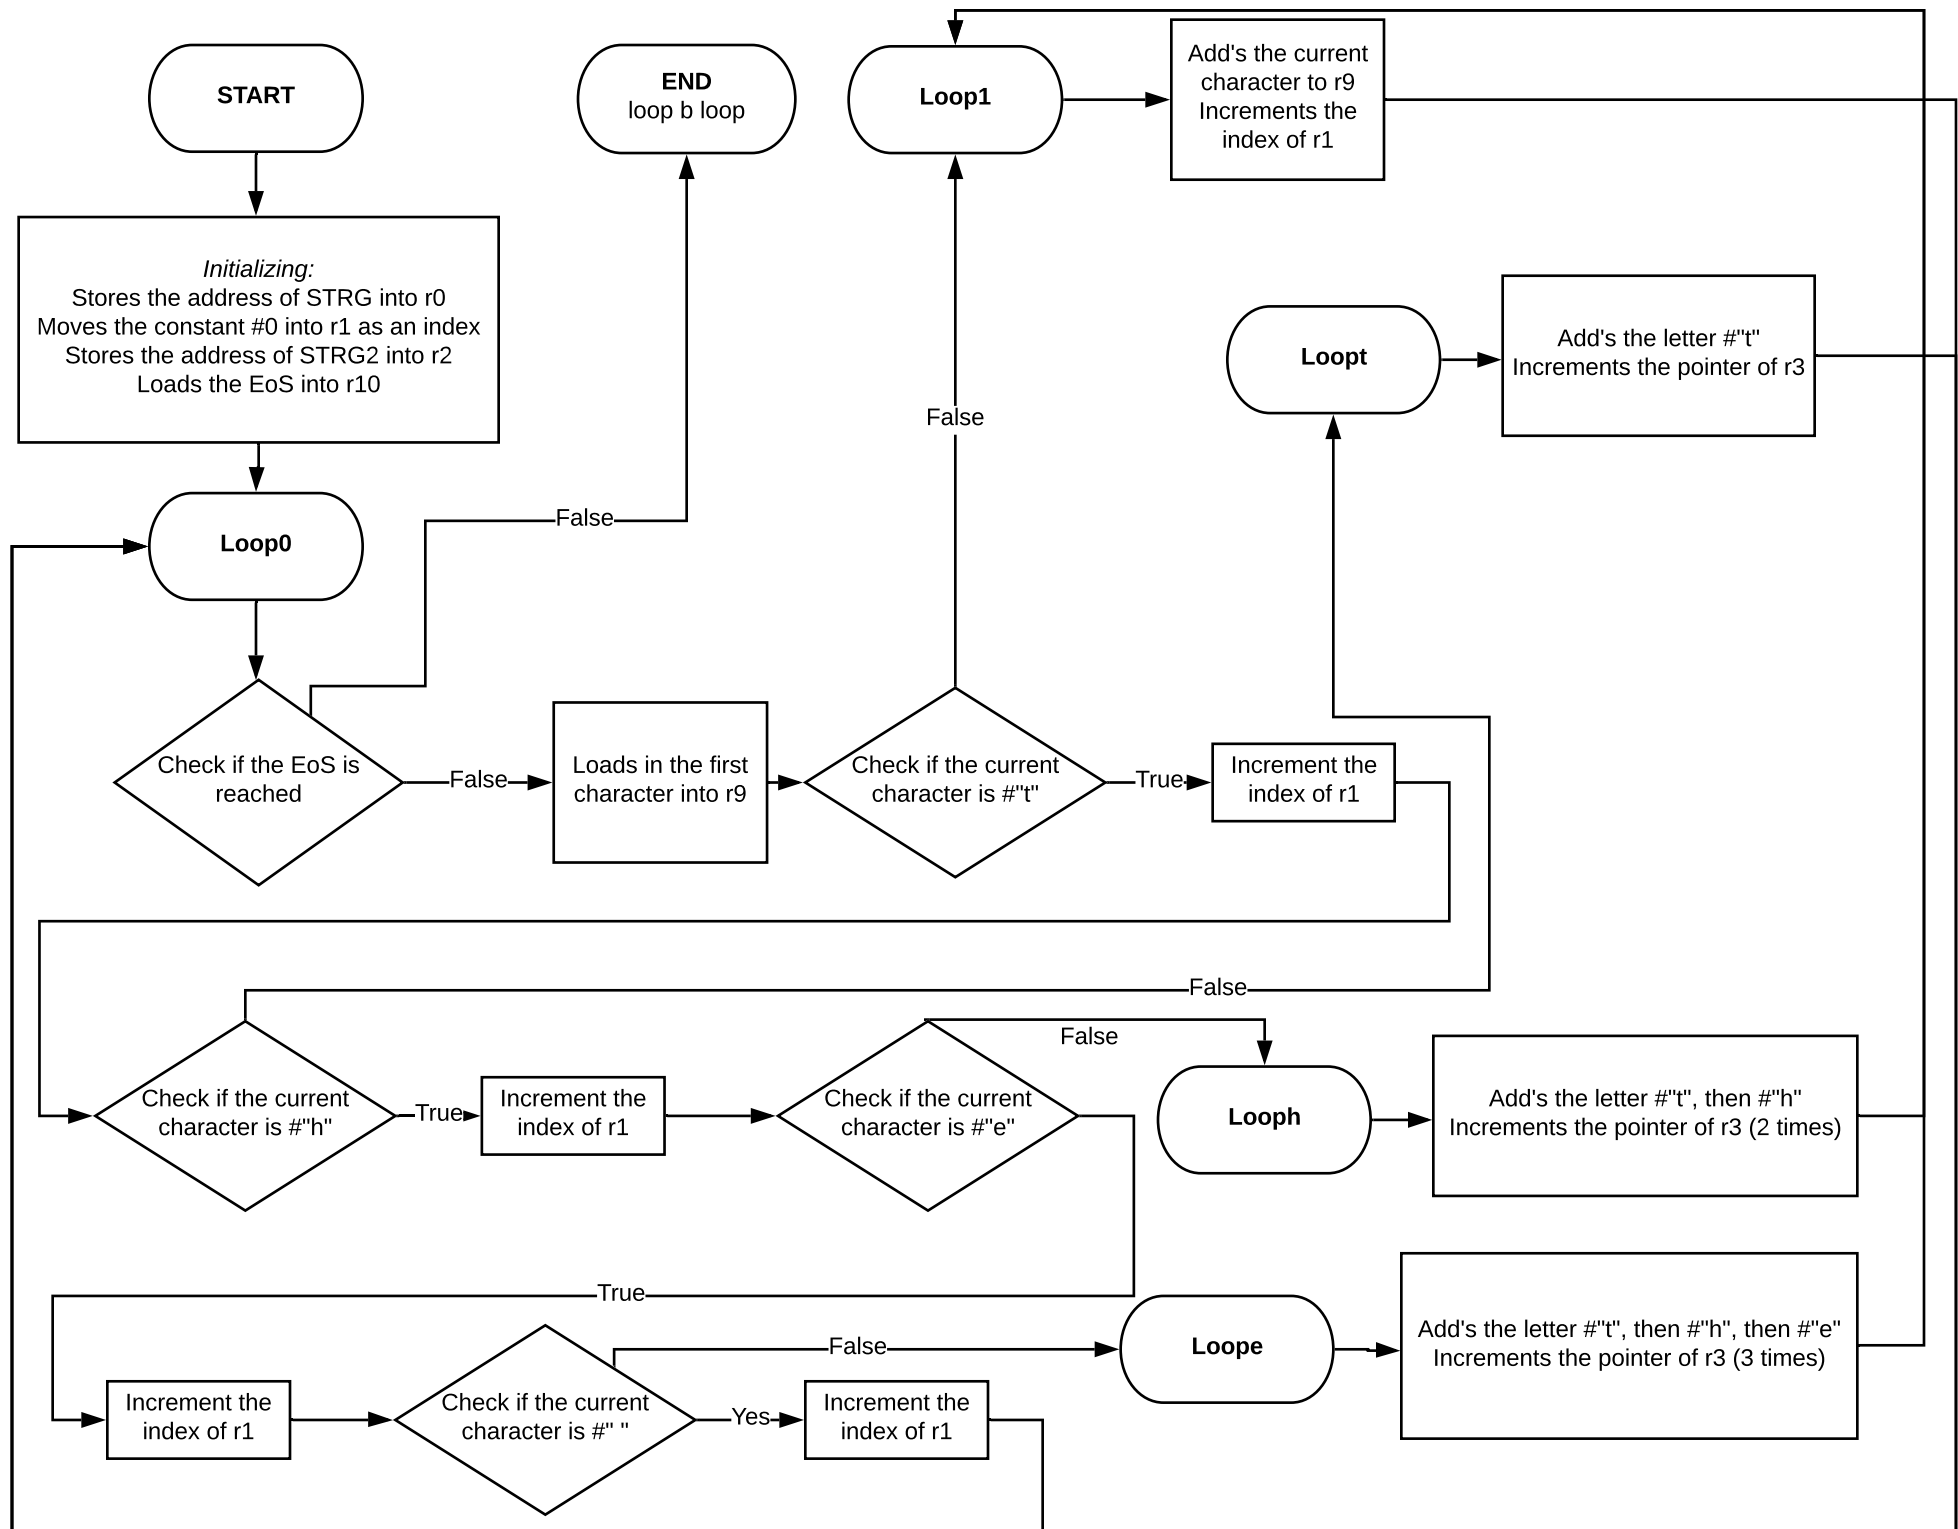 START
END
loop b loop
Loop1
Add's the current
character to r9
Increments the
index of r1
Initializing:
Stores the address of STRG into r0
Moves the constant #0 into r1 as an index
Stores the address of STRG2 into r2
Loads the EoS into r10
Loopt
Add's the letter #"t"
Increments the pointer of r3
False
False
Loop0
Check if the EoS is
reached
False
Loads in the first
character into r9
Check if the current
character is #"t"
True
Increment the
index of r1
False
False
Check if the current
character is #"h"
True
Increment the
index of r1
Check if the current
character is #"e"
Looph
Add's the letter #"t", then #"h"
Increments the pointer of r3 (2 times)
True
False
Loope
Add's the letter #"t", then #"h", then #"e"
Increments the pointer of r3 (3 times)
Increment the
index of r1
Check if the current
character is #" "
Yes
Increment the
index of r1